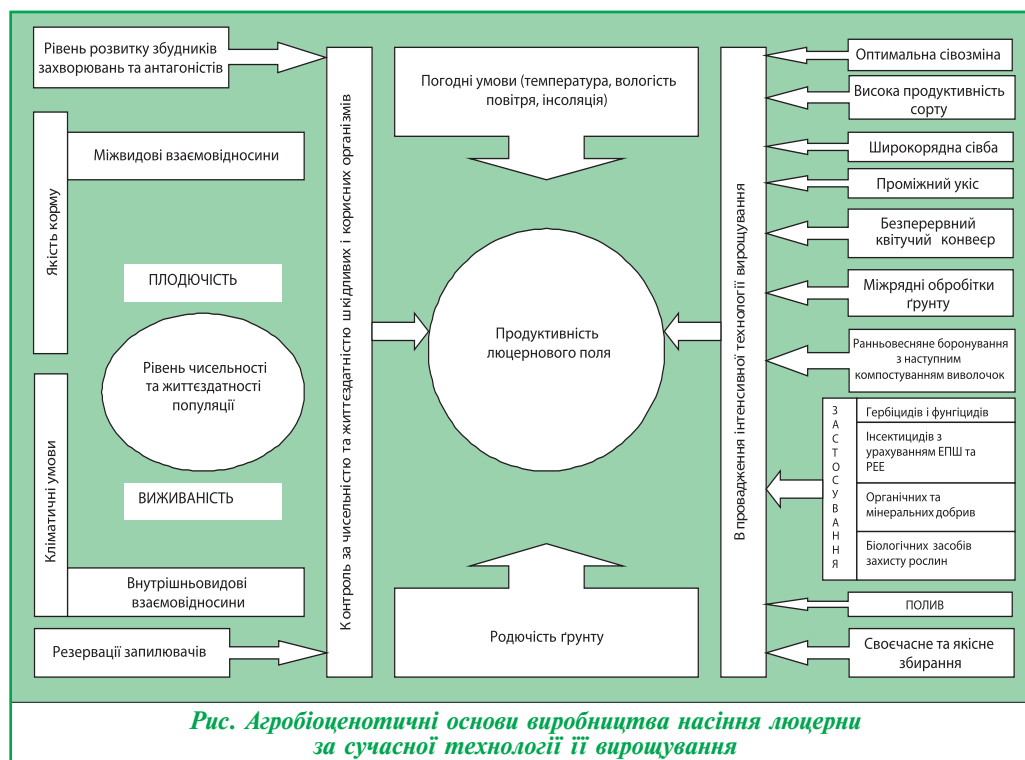 Рівень розвитку збудників
захворювань та антагоністів
Якість корму
Міжвидові взаємовідносини
ПЛОДЮЧІСТЬ
Рівень чисельності
та життєздатності
популяції
ВИЖИВАНІСТЬ
Кліматичні умови
Внутрішньовидові
взаємовідносини
Резервації запилювачів
Контроль за чисельністю та життєздатністю шкідливих і корисних організмів
Погодні умови (температура, вологість
повітря, інсоляція)
Продуктивність
люцернового поля
Родючість ґрунту
Впровадження інтенсивної технології вирощування
Оптимальна сівозміна
Висока продуктивність
сорту
Широкорядна сівба
Проміжний укіс
Безперервний
квітучий конвеєр
Міжрядні обробітки
ґрунту
Ранньовесняне боронування
з наступним
компостуванням виволочок
ЗАСТОСУВАННЯ
Гербіцидів і фунгіцидів
Інсектицидів з
урахуванням ЕПШ та
РЕЕ
Органічних та
мінеральних добрив
Біологічних засобів
захисту рослин
ПОЛИВ
Своєчасне та якісне
збирання
Рис. Агробіоценотичні основи виробництва насіння люцерни
за сучасної технології її вирощування